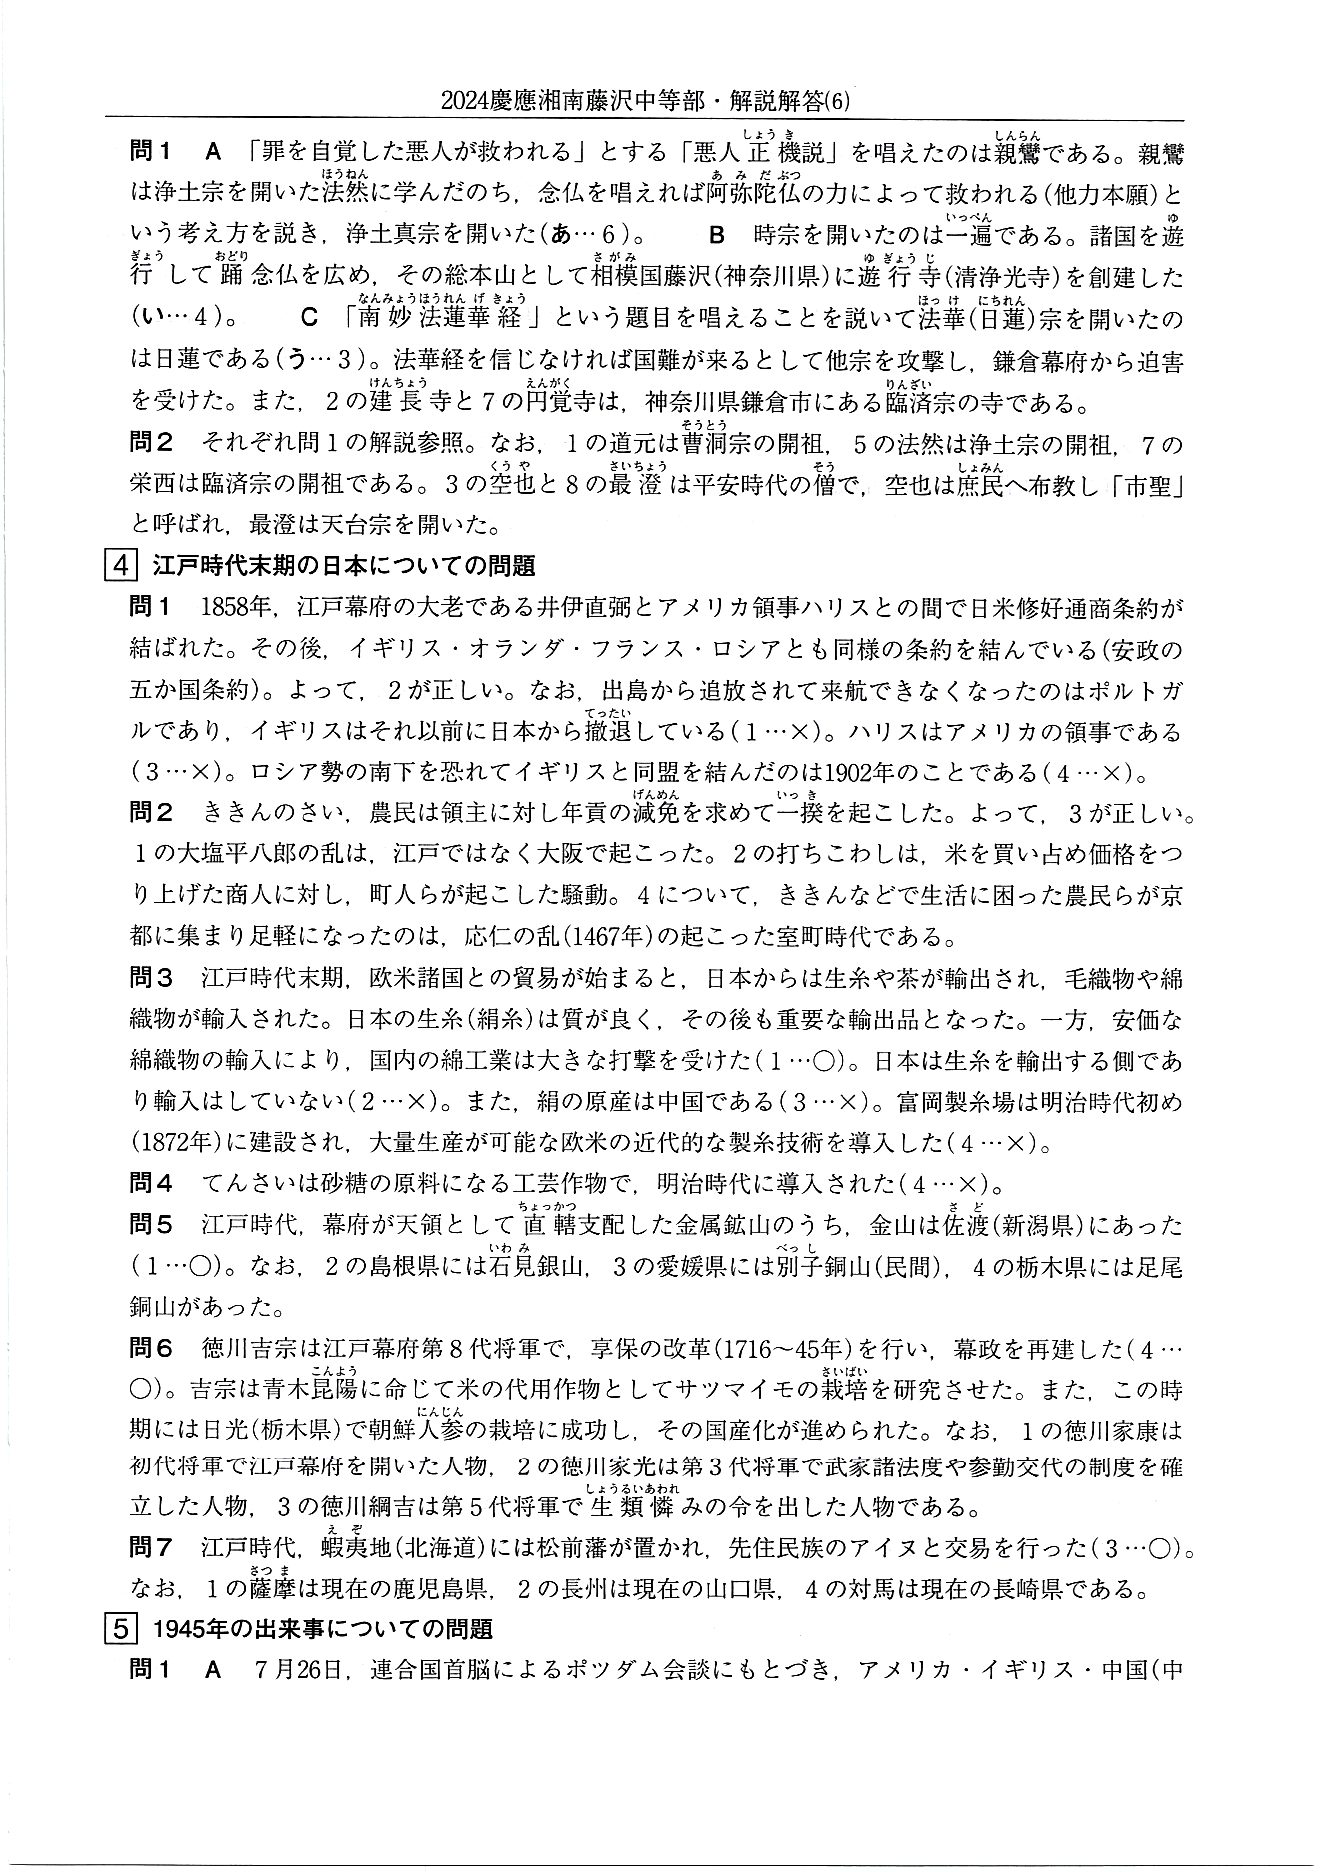 2024慶應湘南藤沢中等部・解説解答(6)
問1　A　「罪を自覚した悪人が救われる」とする「悪人正機説」を唱えたのは親鸞である。親鸞
は浄土宗を開いた法然に学んだのち，念仏を唱えれば阿弥陀仏の力によって救われる(他力本願)と
いう考え方を説き，浄土真宗を開いた(あ…6)。　　B　時宗を開いたのは一遍である。諸国を遊
行して踊念仏を広め，その総本山として相模国藤沢(神奈川県)に遊行寺(清浄光寺)を創建した
(い…4)。　　C　「南妙法蓮華経」という題目を唱えることを説いて法華(日蓮)宗を開いたの
は日蓮である(う…3)。法華経を信じなければ国難が来るとして他宗を攻撃し，鎌倉幕府から迫害
を受けた。また，2の建長寺と7の円覚寺は，神奈川県鎌倉市にある臨済宗の寺である。
問2　それぞれ問1の解説参照。なお，1の道元は曹洞宗の開祖，5の法然は浄土宗の開祖，7の
栄西は臨済宗の開祖である。3の空也と8の最澄は平安時代の僧で，空也は庶民へ布教し「市聖」
と呼ばれ，最澄は天台宗を開いた。
4　江戸時代末期の日本についての問題
問1　1858年，江戸幕府の大老である井伊直弼とアメリカ領事ハリスとの間で日米修好通商条約が
結ばれた。その後，イギリス・オランダ・フランス・ロシアとも同様の条約を結んでいる(安政の
五か国条約)。よって，2が正しい。なお，出島から追放されて来航できなくなったのはポルトガ
ルであり，イギリスはそれ以前に日本から撤退している(1…×)。ハリスはアメリカの領事である
(3…×)。ロシア勢の南下を恐れてイギリスと同盟を結んだのは1902年のことである(4…×)。
問2　ききんのさい，農民は領主に対し年貢の減免を求めて一揆を起こした。よって，3が正しい。
1の大塩平八郎の乱は，江戸ではなく大阪で起こった。2の打ちこわしは，米を買い占め価格をつ
り上げた商人に対し，町人らが起こした騒動。4について，ききんなどで生活に困った農民らが京
都に集まり足軽になったのは，応仁の乱(1467年)の起こった室町時代である。
問3　江戸時代末期，欧米諸国との貿易が始まると，日本からは生糸や茶が輸出され，毛織物や綿
織物が輸入された。日本の生糸(絹糸)は質が良く，その後も重要な輸出品となった。一方，安価な
綿織物の輸入により，国内の綿工業は大きな打撃を受けた(1…○)。日本は生糸を輸出する側であ
り輸入はしていない(2…×)。また，絹の原産は中国である(3…×)。富岡製糸場は明治時代初め
(1872年)に建設され，大量生産が可能な欧米の近代的な製糸技術を導入した(4…×)。
問4　てんさいは砂糖の原料になる工芸作物で，明治時代に導入された(4…×)。
問5　江戸時代，幕府が天領として直轄支配した金属鉱山のうち，金山は佐渡(新潟県)にあった
(1…○)。なお，2の島根県には石見銀山，3の愛媛県には別子銅山(民間)，4の栃木県には足尾
銅山があった。
問6　徳川吉宗は江戸幕府第8代将軍で，享保の改革(1716～45年)を行い，幕政を再建した(4…
○)。吉宗は青木昆陽に命じて米の代用作物としてサツマイモの栽培を研究させた。また，この時
期には日光(栃木県)で朝鮮人参の栽培に成功し，その国産化が進められた。なお，1の徳川家康は
初代将軍で江戸幕府を開いた人物，2の徳川家光は第3代将軍で武家諸法度や参勤交代の制度を確
立した人物，3の徳川綱吉は第5代将軍で生類憐みの令を出した人物である。
問7　江戸時代，蝦夷地(北海道)には松前藩が置かれ，先住民族のアイヌと交易を行った(3…○)。
なお，1の薩摩は現在の鹿児島県，2の長州は現在の山口県，4の対馬は現在の長崎県である。
5　1945年の出来事についての問題
問1　A　7月26日，連合国首脳によるポツダム会談にもとづき，アメリカ・イギリス・中国(中